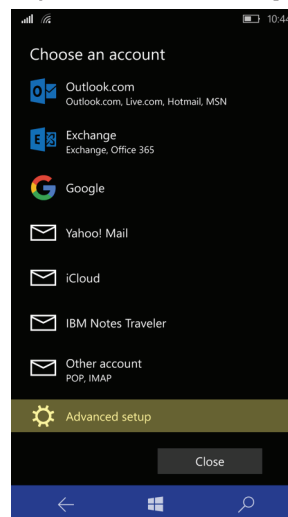 10:44
Choose an account
Outlook.com
Outlook.com, Live.com, Hotmail, MSN
Exchange
Exchange, Office 365
Google
Yahoo! Mail
iCloud
IBM Notes Traveler
Other account
POP, IMAP
Advanced setup
Close